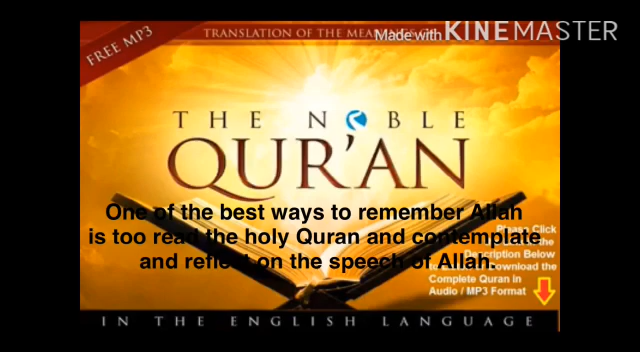 FREE MP3
TRANSLATION OF THE
Made with KINEMASTER
THE NOBLE
QUR'AN
One of the best ways to remember Allah
is too read the holy Quran and contemplate
and reflect on the speech of Allah.
Please Click
the
Description Below
Download the
Complete Quran in
Audio / MP3 Format
IN THE ENGLISH LANGUAGE